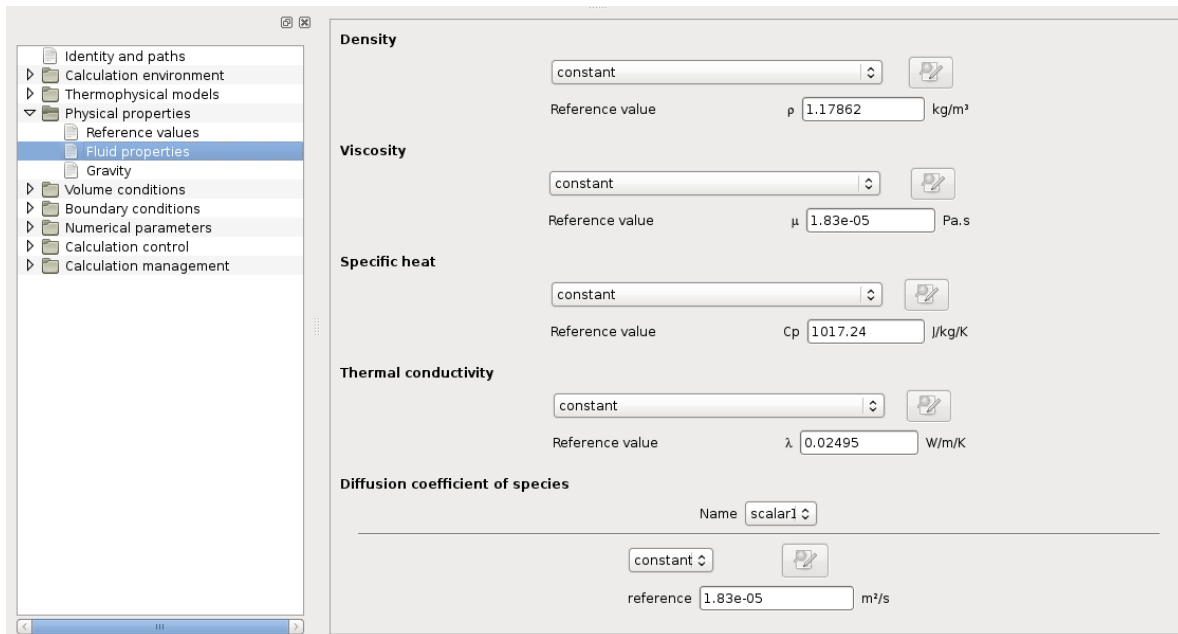 Identity and paths
Calculation environment
Thermophysical models
Physical properties
Reference values
Fluid properties
Gravity
Volume conditions
Boundary conditions
Numerical parameters
Calculation control
Calculation management
Density
constant
Reference value ρ 1.17862 kg/m³
Viscosity
constant
Reference value μ 1.83e-05 Pa.s
Specific heat
constant
Reference value Cp 1017.24 J/kg/K
Thermal conductivity
constant
Reference value λ 0.02495 W/m/K
Diffusion coefficient of species
Name scalar1
constant
reference 1.83e-05 m²/s